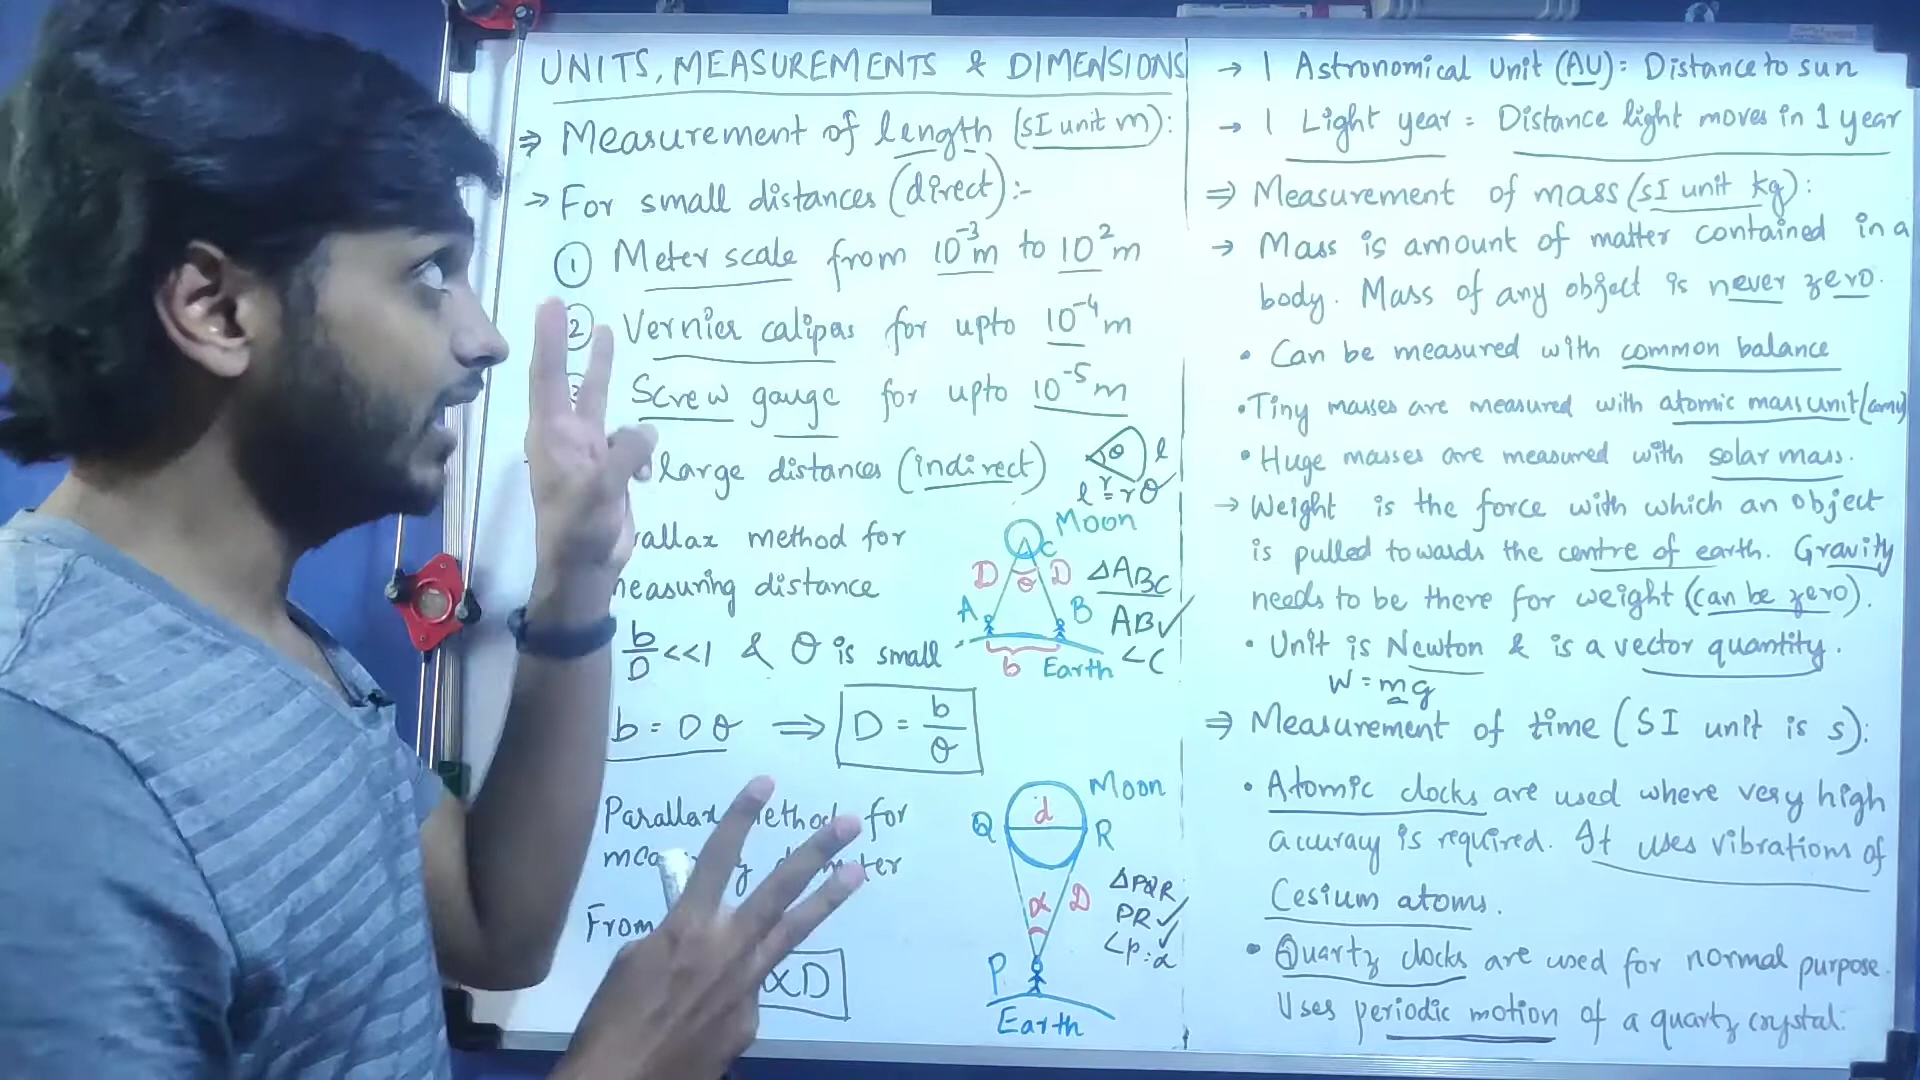 UNITS, MEASUREMENTS & DIMENSIONS
⇒ Measurement of length (SI unit m):
→ For small distances (direct):-
① Meter scale from 10⁻³m to 10²m
② Vernier calipers for upto 10⁻⁴m
③ Screw gauge for upto 10⁻⁵m
large distances (indirect)
θ l
r
l = rθ
method for
distance
b/D <<1 & θ is small
Moon
C
D θ D
A B
b Earth
ΔABC
AB✓
∠C
b = Dθ ⇒ D = b/θ
Parallax for
From
αD
Moon
Q d R
α D
P
Earth
ΔPQR
PR✓
∠P:α ✓
→ 1 Astronomical Unit (AU) = Distance to sun
→ 1 Light year = Distance light moves in 1 year
⇒ Measurement of mass (SI unit kg):
→ Mass is amount of matter contained in a
body. Mass of any object is never zero.
• Can be measured with common balance
• Tiny masses are measured with atomic mass unit (amu)
• Huge masses are measured with solar mass.
→ Weight is the force with which an object
is pulled towards the centre of earth. Gravity
needs to be there for weight (can be zero).
• Unit is Newton & is a vector quantity.
W = mg
⇒ Measurement of time (SI unit is s):
• Atomic clocks are used where very high
accuracy is required. It uses vibrations of
Cesium atoms.
• Quartz clocks are used for normal purpose.
Uses periodic motion of a quartz crystal.